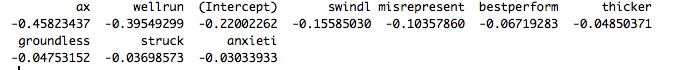 ax wellrun (Intercept) swindl misrepresent bestperform thicker
-0.45823437 -0.39549299 -0.22002262 -0.15585030 -0.10357860 -0.06719283 -0.04850371
groundless struck anxieti
-0.04753152 -0.03698573 -0.03033933